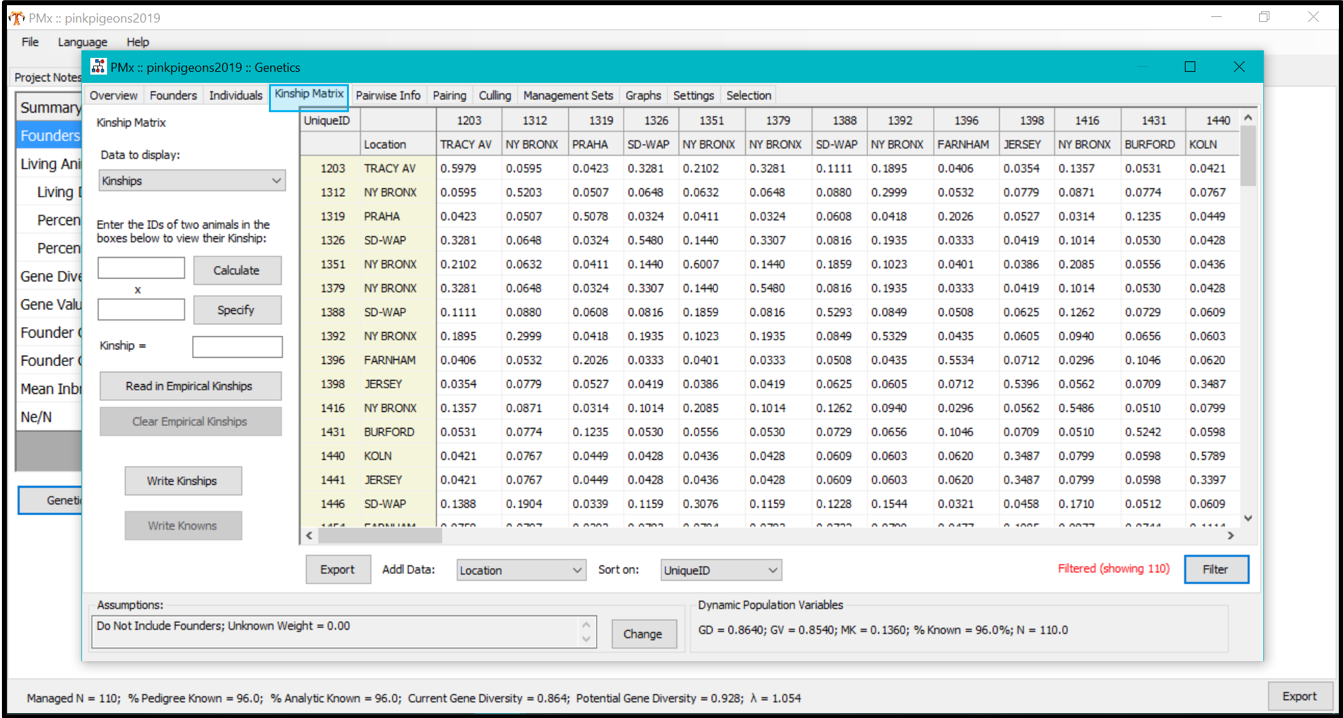 PMx :: pinkpigeons2019
File Language Help
Project Notes
Summary
Founders
Living Ani
Living D
Percen
Percen
Gene Dive
Gene Valu
Founder G
Founder G
Mean Inbr
Ne/N
Geneti
PMx :: pinkpigeons2019 :: Genetics
Overview Founders Individuals Kinship Matrix Pairwise Info Pairing Culling Management Sets Graphs Settings Selection
Kinship Matrix
Data to display:
Kinships
Enter the IDs of two animals in the
boxes below to view their Kinship:
Calculate
x
Specify
Kinship =
Read in Empirical Kinships
Clear Empirical Kinships
Write Kinships
Write Knowns
UniqueID 1203 1312 1319 1326 1351 1379 1388 1392 1396 1398 1416 1431 1440
Location TRACY AV NY BRONX PRAHA SD-WAP NY BRONX NY BRONX SD-WAP NY BRONX FARNHAM JERSEY NY BRONX BURFORD KOLN
1203 TRACY AV 0.5979 0.0595 0.0423 0.3281 0.2102 0.3281 0.1111 0.1895 0.0406 0.0354 0.1357 0.0531 0.0421
1312 NY BRONX 0.0595 0.5203 0.0507 0.0648 0.0632 0.0648 0.0880 0.2999 0.0532 0.0779 0.0871 0.0774 0.0767
1319 PRAHA 0.0423 0.0507 0.5078 0.0324 0.0411 0.0324 0.0608 0.0418 0.2026 0.0527 0.0314 0.1235 0.0449
1326 SD-WAP 0.3281 0.0648 0.0324 0.5480 0.1440 0.3307 0.0816 0.1935 0.0333 0.0419 0.1014 0.0530 0.0428
1351 NY BRONX 0.2102 0.0632 0.0411 0.1440 0.6007 0.1440 0.1859 0.1023 0.0401 0.0386 0.2085 0.0556 0.0436
1379 NY BRONX 0.3281 0.0648 0.0324 0.3307 0.1440 0.5480 0.0816 0.1935 0.0333 0.0419 0.1014 0.0530 0.0428
1388 SD-WAP 0.1111 0.0880 0.0608 0.0816 0.1859 0.0816 0.5293 0.0849 0.0508 0.0625 0.1262 0.0729 0.0609
1392 NY BRONX 0.1895 0.2999 0.0418 0.1935 0.1023 0.1935 0.0849 0.5329 0.0435 0.0605 0.0940 0.0656 0.0603
1396 FARNHAM 0.0406 0.0532 0.2026 0.0333 0.0401 0.0333 0.0508 0.0435 0.5534 0.0712 0.0296 0.1046 0.0620
1398 JERSEY 0.0354 0.0779 0.0527 0.0419 0.0386 0.0419 0.0625 0.0605 0.0712 0.5396 0.0562 0.0709 0.3487
1416 NY BRONX 0.1357 0.0871 0.0314 0.1014 0.2085 0.1014 0.1262 0.0940 0.0296 0.0562 0.5486 0.0510 0.0799
1431 BURFORD 0.0531 0.0774 0.1235 0.0530 0.0556 0.0530 0.0729 0.0656 0.1046 0.0709 0.0510 0.5242 0.0598
1440 KOLN 0.0421 0.0767 0.0449 0.0428 0.0436 0.0428 0.0609 0.0603 0.0620 0.3487 0.0799 0.0598 0.5789
1441 JERSEY 0.0421 0.0767 0.0449 0.0428 0.0436 0.0428 0.0609 0.0603 0.0620 0.3487 0.0799 0.0598 0.3397
1446 SD-WAP 0.1388 0.1904 0.0339 0.1159 0.3076 0.1159 0.1228 0.1544 0.0321 0.0458 0.1710 0.0512 0.0609
Export Addl Data: Location Sort on: UniqueID Filtered (showing 110) Filter
Assumptions:
Do Not Include Founders; Unknown Weight = 0.00
Change
Dynamic Population Variables
GD = 0.8640; GV = 0.8540; MK = 0.1360; % Known = 96.0%; N = 110.0
Managed N = 110; % Pedigree Known = 96.0; % Analytic Known = 96.0; Current Gene Diversity = 0.864; Potential Gene Diversity = 0.928; λ = 1.054
Export